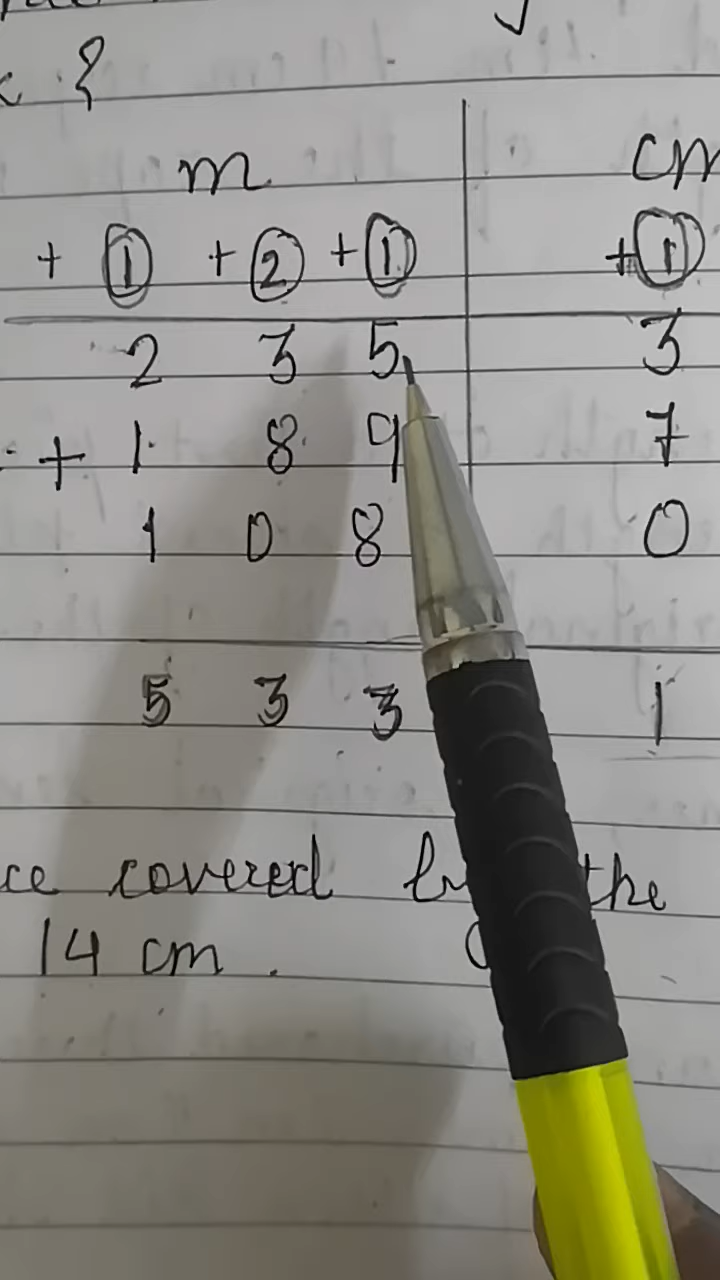 m cm
+ 1 + 2 + 1 + 1
2 3 5 3
+ 1 8 9 7
1 0 8 0
5 3 3 1
covered the
14 cm .